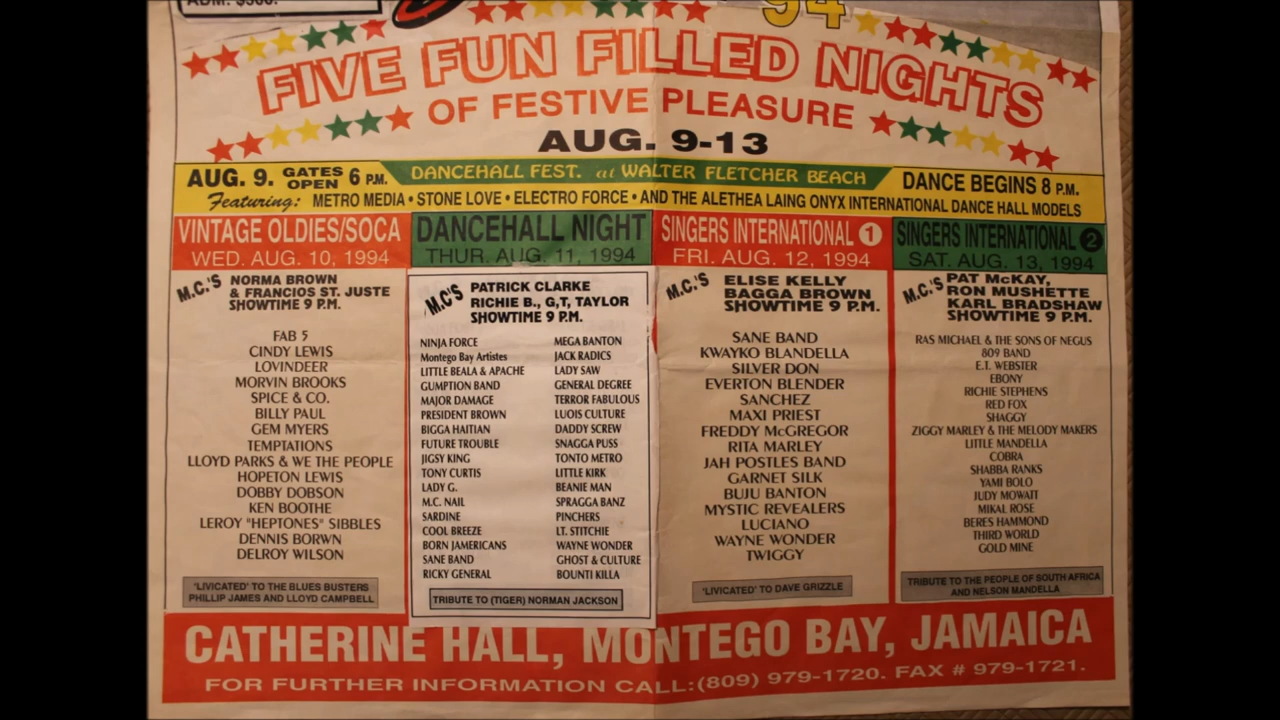 ADM: $300.
94
FIVE FUN FILLED NIGHTS
OF FESTIVE PLEASURE
AUG. 9-13
AUG. 9. GATES OPEN 6 P.M.
DANCEHALL FEST. at WALTER FLETCHER BEACH
DANCE BEGINS 8 P.M.
Featuring: METRO MEDIA • STONE LOVE • ELECTRO FORCE • AND THE ALETHEA LAING ONYX INTERNATIONAL DANCE HALL MODELS
VINTAGE OLDIES/SOCA
WED. AUG. 10, 1994
M.C.'S NORMA BROWN
& FRANCIOS ST. JUSTE
SHOWTIME 9 P.M.
FAB 5
CINDY LEWIS
LOVINDEER
MORVIN BROOKS
SPICE & CO.
BILLY PAUL
GEM MYERS
TEMPTATIONS
LLOYD PARKS & WE THE PEOPLE
HOPETON LEWIS
DOBBY DOBSON
KEN BOOTHE
LEROY "HEPTONES" SIBBLES
DENNIS BORWN
DELROY WILSON
'LIVICATED' TO THE BLUES BUSTERS
PHILLIP JAMES AND LLOYD CAMPBELL
DANCEHALL NIGHT
THUR. AUG. 11, 1994
M.C'S PATRICK CLARKE
RICHIE B., G,T, TAYLOR
SHOWTIME 9 P.M.
NINJA FORCE
Montego Bay Artistes
LITTLE BEALA & APACHE
GUMPTION BAND
MAJOR DAMAGE
PRESIDENT BROWN
BIGGA HAITIAN
FUTURE TROUBLE
JIGSY KING
TONY CURTIS
LADY G.
M.C. NAIL
SARDINE
COOL BREEZE
BORN JAMERICANS
SANE BAND
RICKY GENERAL
MEGA BANTON
JACK RADICS
LADY SAW
GENERAL DEGREE
TERROR FABULOUS
LUOIS CULTURE
DADDY SCREW
SNAGGA PUSS
TONTO METRO
LITTLE KIRK
BEANIE MAN
SPRAGGA BANZ
PINCHERS
LT. STITCHIE
WAYNE WONDER
GHOST & CULTURE
BOUNTI KILLA
TRIBUTE TO (TIGER) NORMAN JACKSON
SINGERS INTERNATIONAL 1
FRI. AUG. 12, 1994
M.C.'S ELISE KELLY
BAGGA BROWN
SHOWTIME 9 P.M.
SANE BAND
KWAYKO BLANDELLA
SILVER DON
EVERTON BLENDER
SANCHEZ
MAXI PRIEST
FREDDY McGREGOR
RITA MARLEY
JAH POSTLES BAND
GARNET SILK
BUJU BANTON
MYSTIC REVEALERS
LUCIANO
WAYNE WONDER
TWIGGY
'LIVICATED' TO DAVE GRIZZLE
SINGERS INTERNATIONAL 2
SAT. AUG. 13, 1994
M.C.'S PAT McKAY,
RON MUSHETTE
KARL BRADSHAW
SHOWTIME 9 P.M.
RAS MICHAEL & THE SONS OF NEGUS
809 BAND
E.T. WEBSTER
EBONY
RICHIE STEPHENS
RED FOX
SHAGGY
ZIGGY MARLEY & THE MELODY MAKERS
LITTLE MANDELLA
COBRA
SHABBA RANKS
YAMI BOLO
JUDY MOWATT
MIKAL ROSE
BERES HAMMOND
THIRD WORLD
GOLD MINE
TRIBUTE TO THE PEOPLE OF SOUTH AFRICA
AND NELSON MANDELLA
CATHERINE HALL, MONTEGO BAY, JAMAICA
FOR FURTHER INFORMATION CALL:(809) 979-1720. FAX # 979-1721.